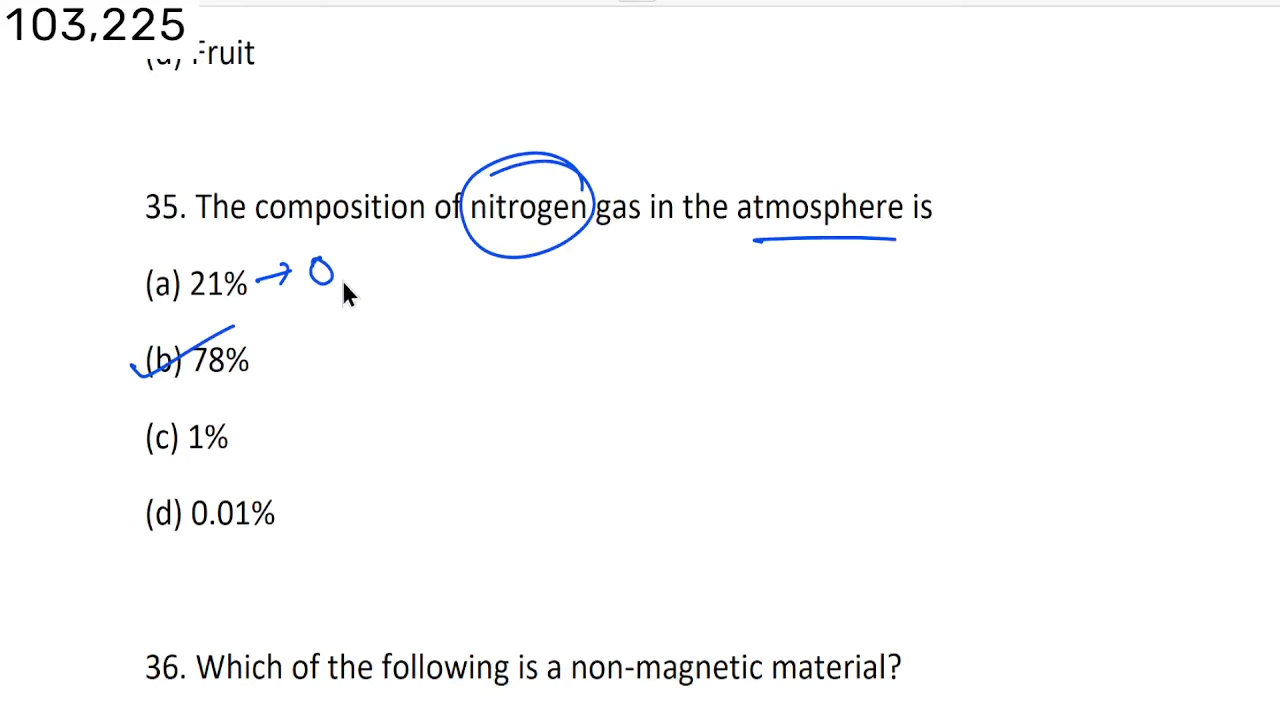 103,225
Fruit
35. The composition of nitrogen gas in the atmosphere is
(a) 21% → O
(b) 78%
(c) 1%
(d) 0.01%
36. Which of the following is a non-magnetic material?